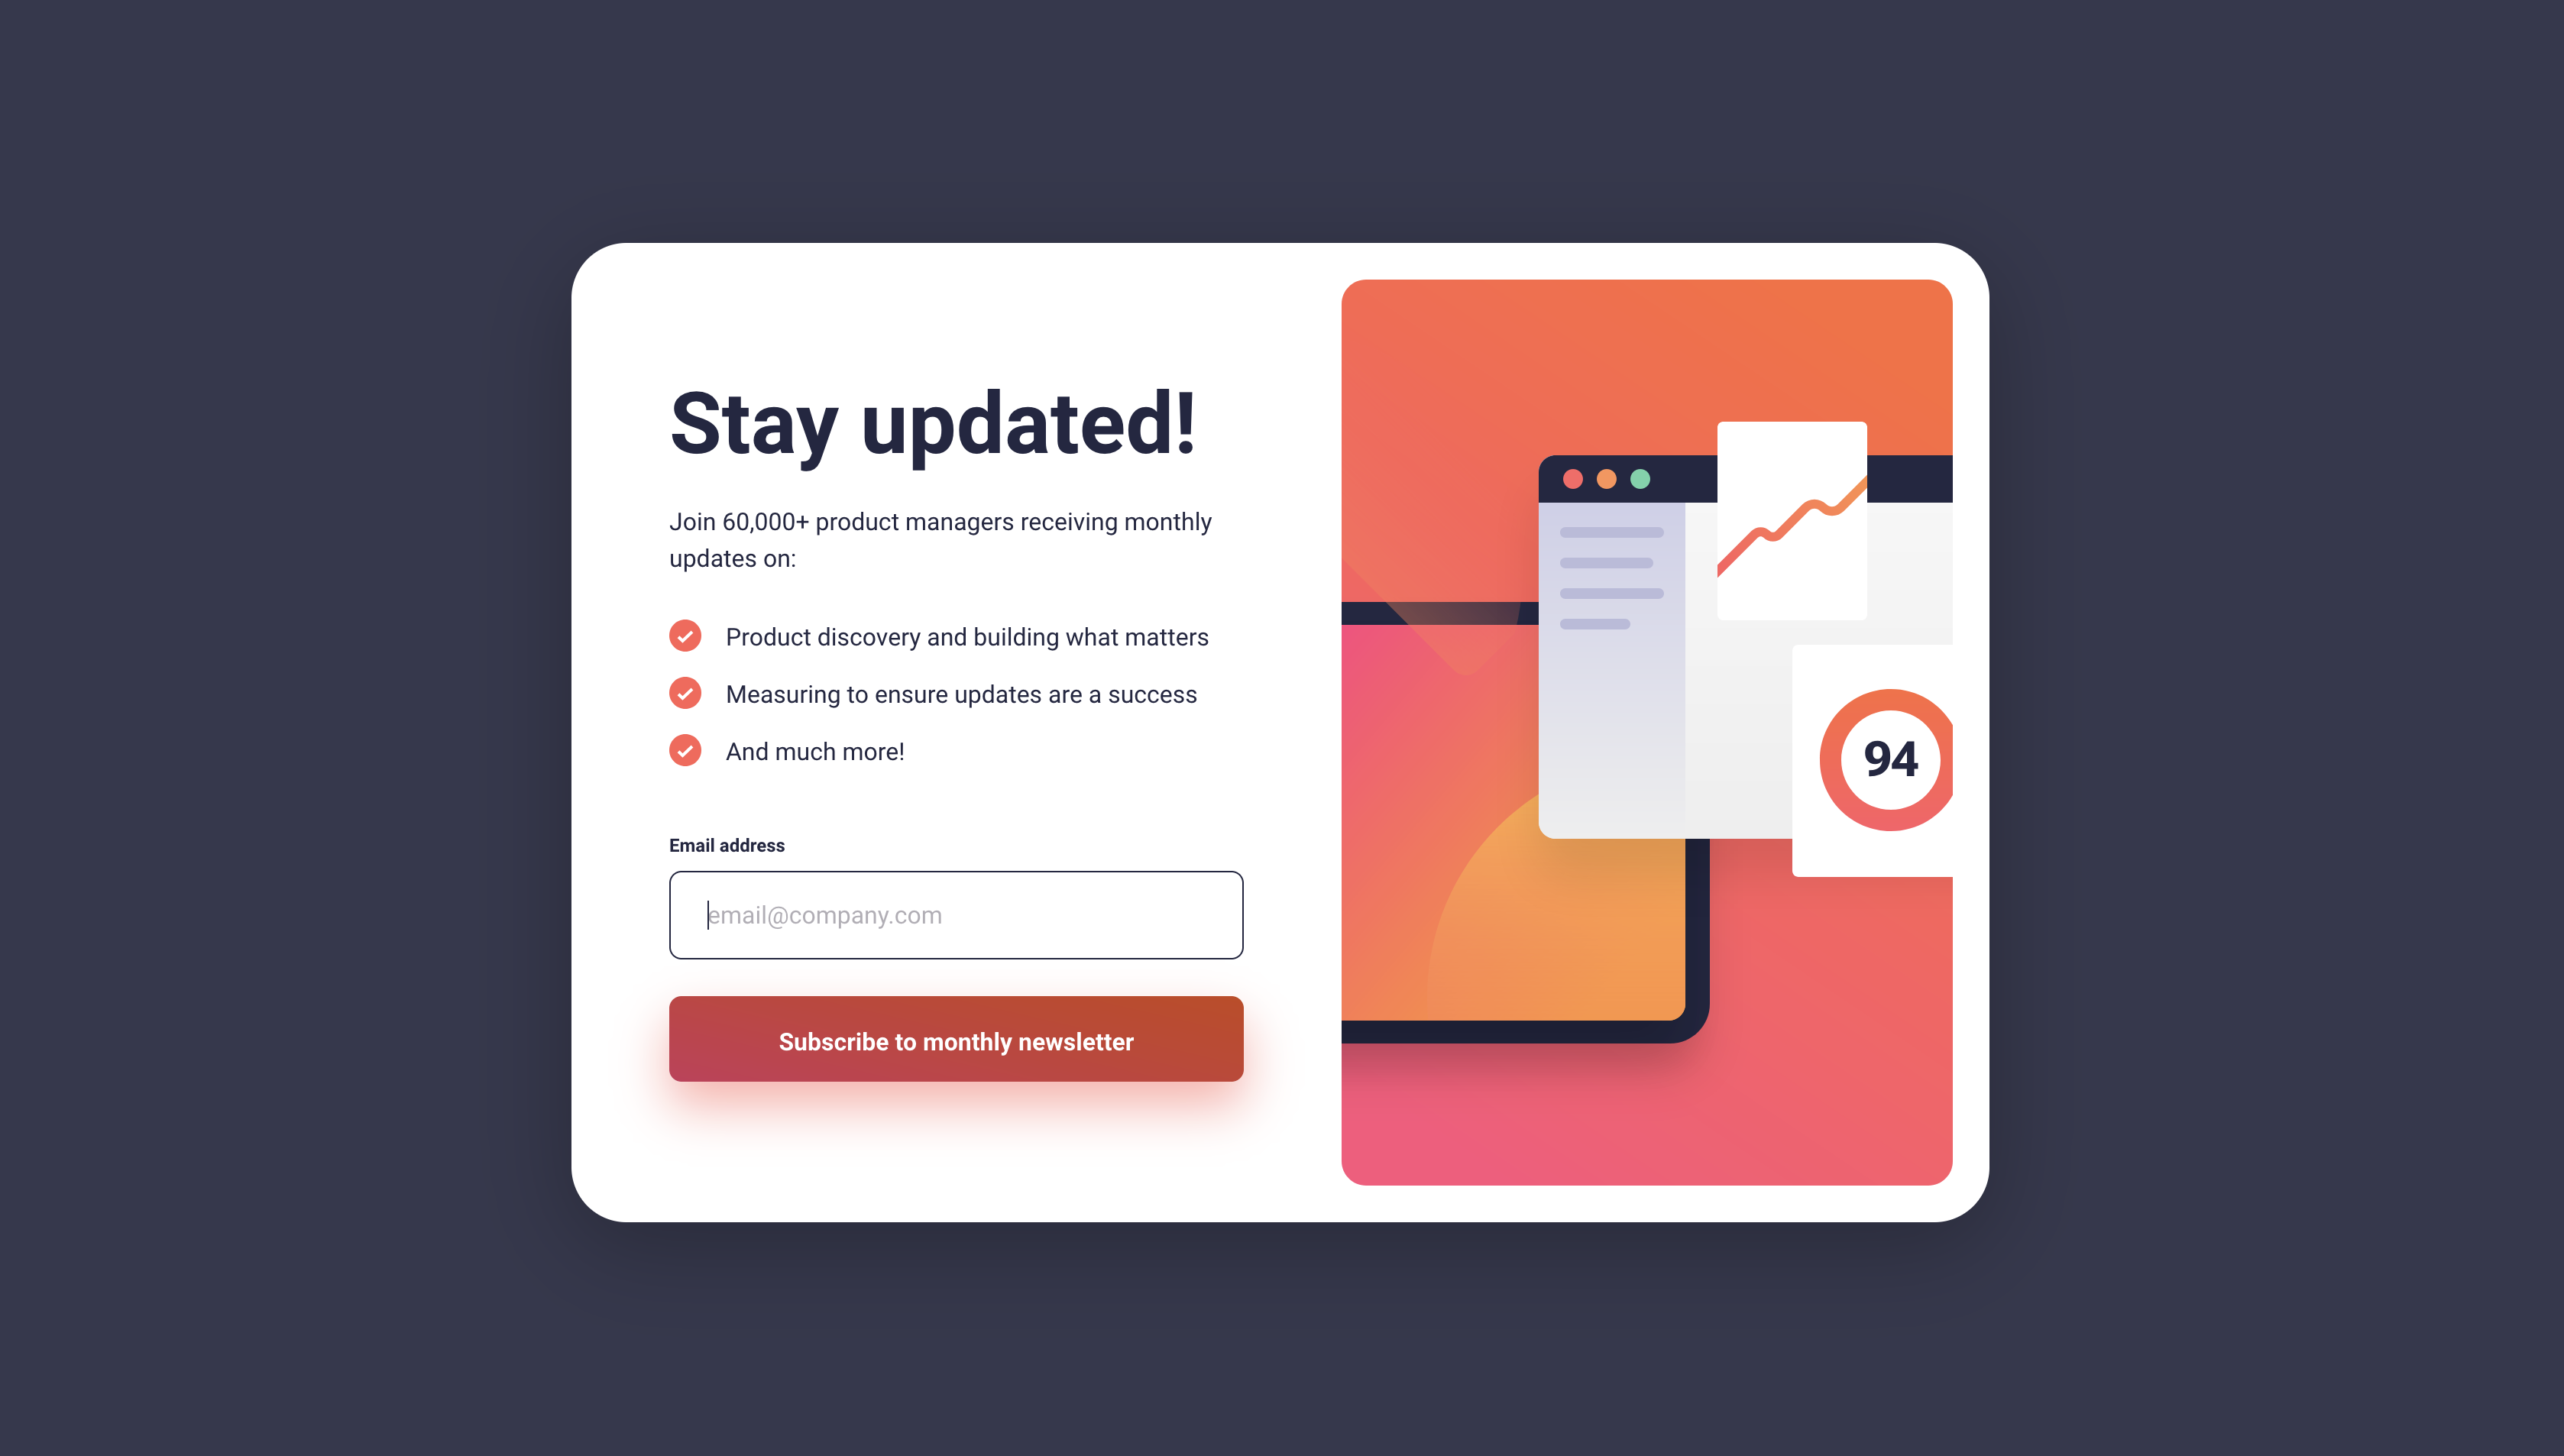 Stay updated!
Join 60,000+ product managers receiving monthly
updates on:
Product discovery and building what matters
Measuring to ensure updates are a success
And much more!
Email address
email@company.com
Subscribe to monthly newsletter
94